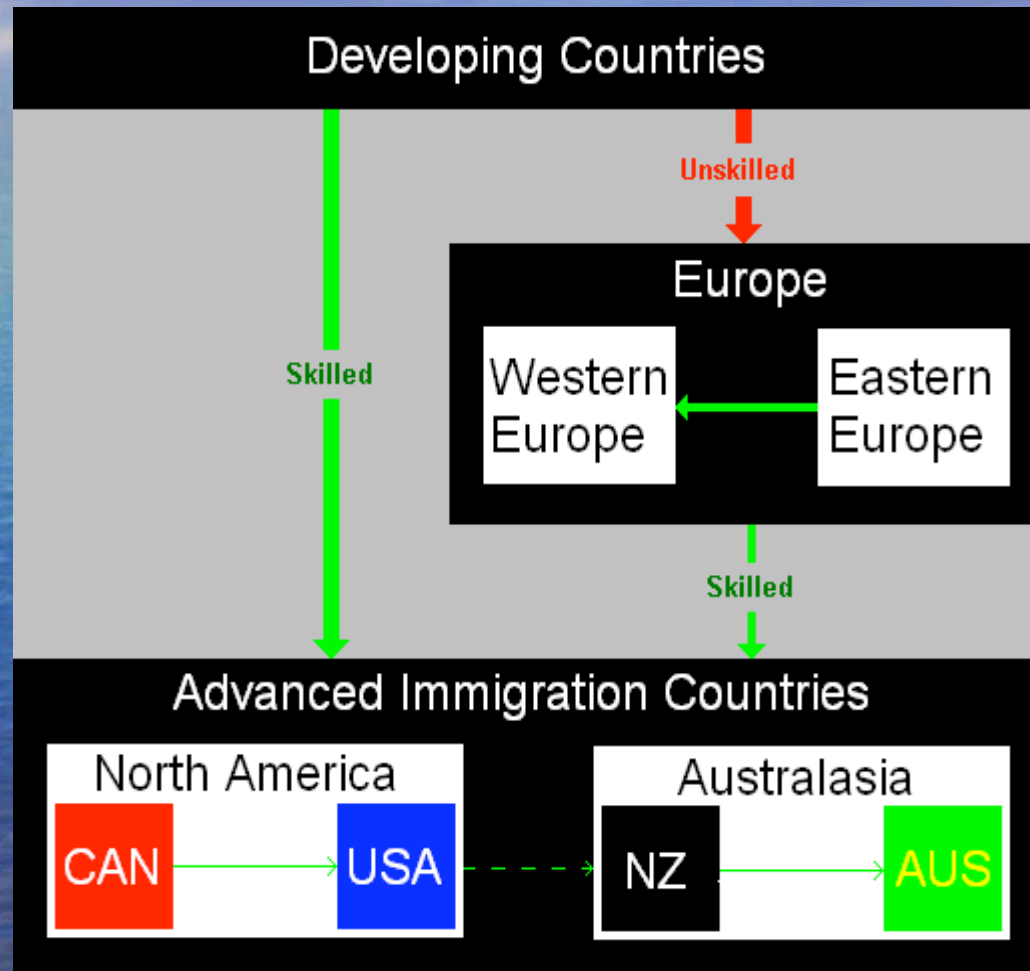 Developing Countries
Unskilled
Europe
Skilled
Western
Europe
Eastern
Europe
Skilled
Advanced Immigration Countries
North America
Australasia
CAN
USA
NZ
AUS